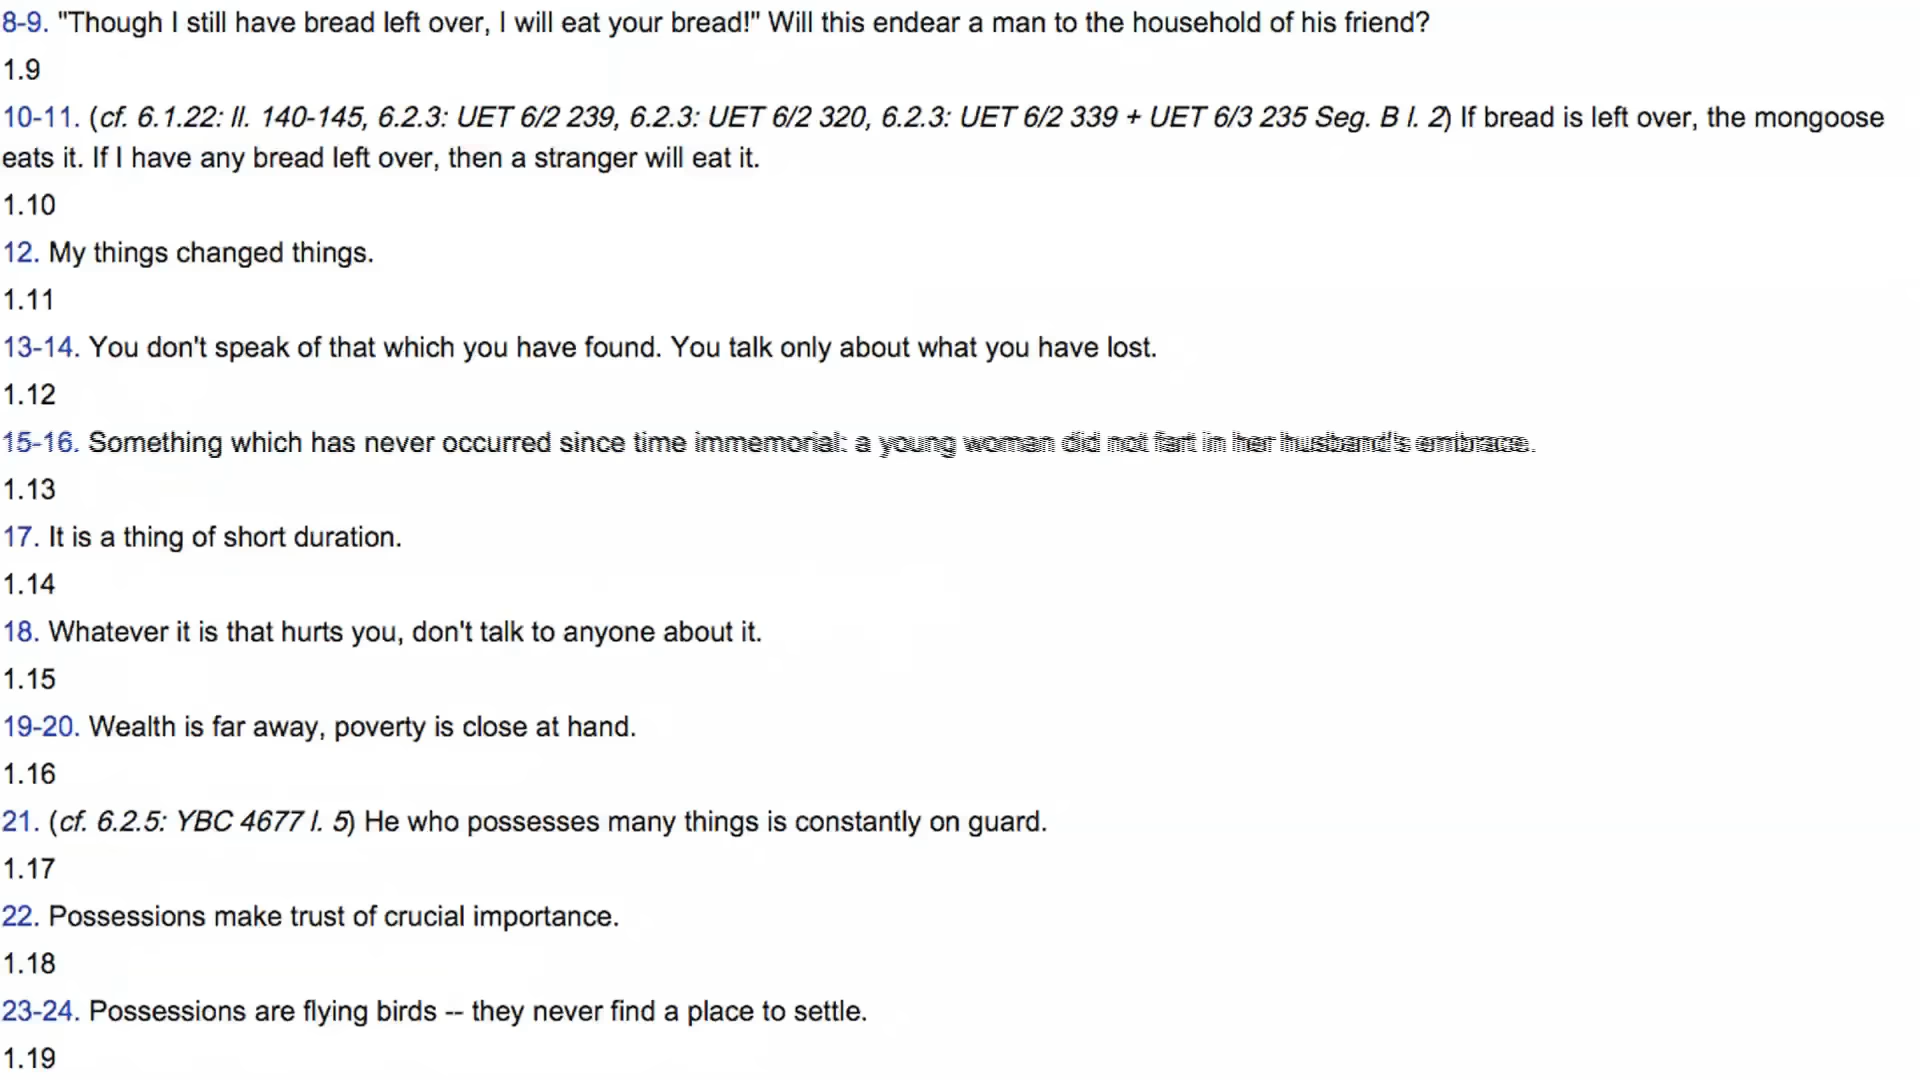 8-9. "Though I still have bread left over, I will eat your bread!" Will this endear a man to the household of his friend?
1.9
10-11. (cf. 6.1.22: ll. 140-145, 6.2.3: UET 6/2 239, 6.2.3: UET 6/2 320, 6.2.3: UET 6/2 339 + UET 6/3 235 Seg. B l. 2) If bread is left over, the mongoose
eats it. If I have any bread left over, then a stranger will eat it.
1.10
12. My things changed things.
1.11
13-14. You don't speak of that which you have found. You talk only about what you have lost.
1.12
15-16. Something which has never occurred since time immemorial: a young woman did not fart in her husband's embrace.
1.13
17. It is a thing of short duration.
1.14
18. Whatever it is that hurts you, don't talk to anyone about it.
1.15
19-20. Wealth is far away, poverty is close at hand.
1.16
21. (cf. 6.2.5: YBC 4677 l. 5) He who possesses many things is constantly on guard.
1.17
22. Possessions make trust of crucial importance.
1.18
23-24. Possessions are flying birds -- they never find a place to settle.
1.19